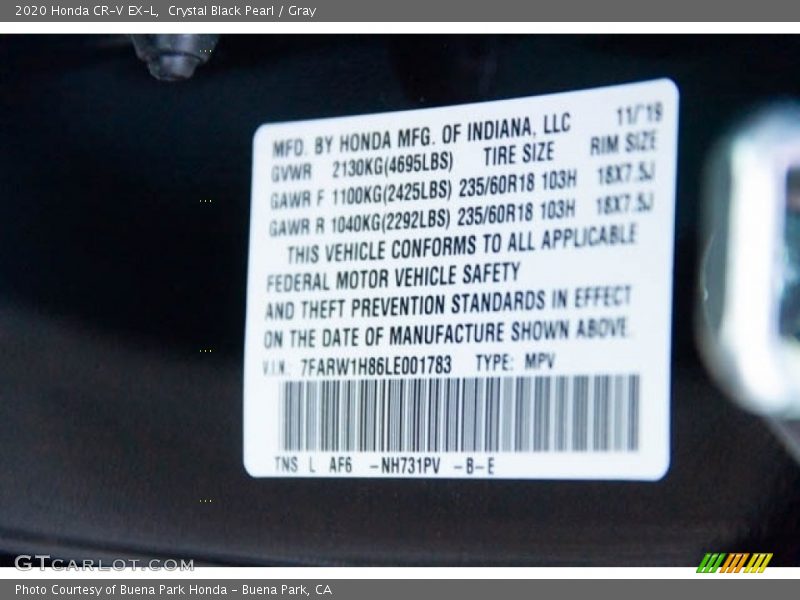 2020 Honda CR-V EX-L, Crystal Black Pearl / Gray
MFD. BY HONDA MFG. OF INDIANA, LLC 11/'19
GVWR 2130KG(4695LBS) TIRE SIZE RIM SIZE
GAWR F 1100KG(2425LBS) 235/60R18 103H 18X7.5J
GAWR R 1040KG(2292LBS) 235/60R18 103H 18X7.5J
THIS VEHICLE CONFORMS TO ALL APPLICABLE
FEDERAL MOTOR VEHICLE SAFETY
AND THEFT PREVENTION STANDARDS IN EFFECT
ON THE DATE OF MANUFACTURE SHOWN ABOVE.
V.I.N. 7FARW1H86LE001783 TYPE: MPV
TNS L AF6 -NH731PV -B-E
GTCARLOT.COM
Photo Courtesy of Buena Park Honda - Buena Park, CA